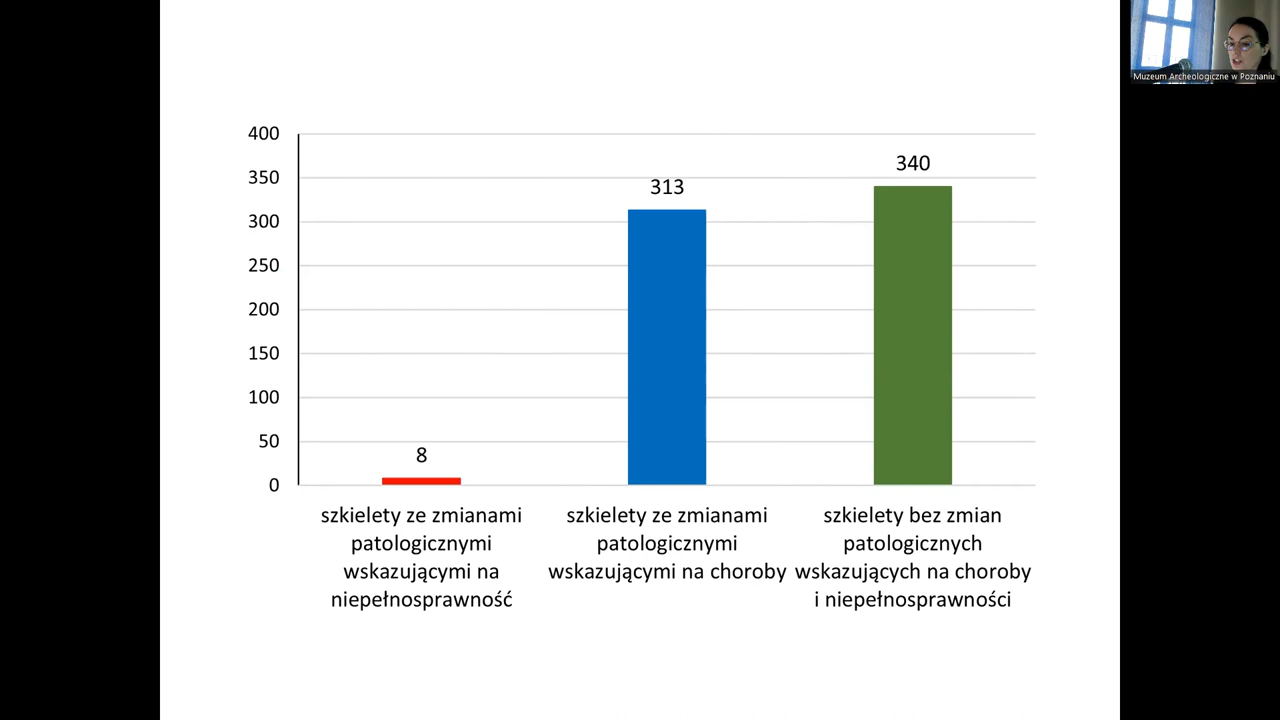 Muzeum Archeologiczne w Poznaniu
400
350
300
250
200
150
100
50
0
8
313
340
szkielety ze zmianami
patologicznymi
wskazującymi na
niepełnosprawność
szkielety ze zmianami
patologicznymi
wskazującymi na choroby
szkielety bez zmian
patologicznych
wskazujących na choroby
i niepełnosprawności